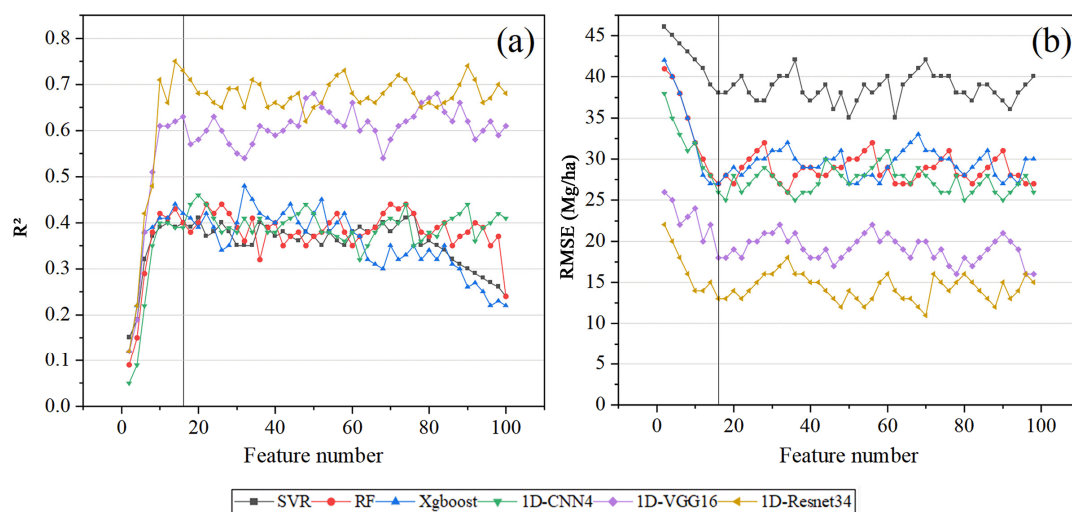 (a)
R²
0.8
0.7
0.6
0.5
0.4
0.3
0.2
0.1
0.0
0 20 40 60 80 100
Feature number
(b)
RMSE (Mg/ha)
45
40
35
30
25
20
15
10
5
0
0 20 40 60 80 100
Feature number
SVR RF Xgboost 1D-CNN4 1D-VGG16 1D-Resnet34